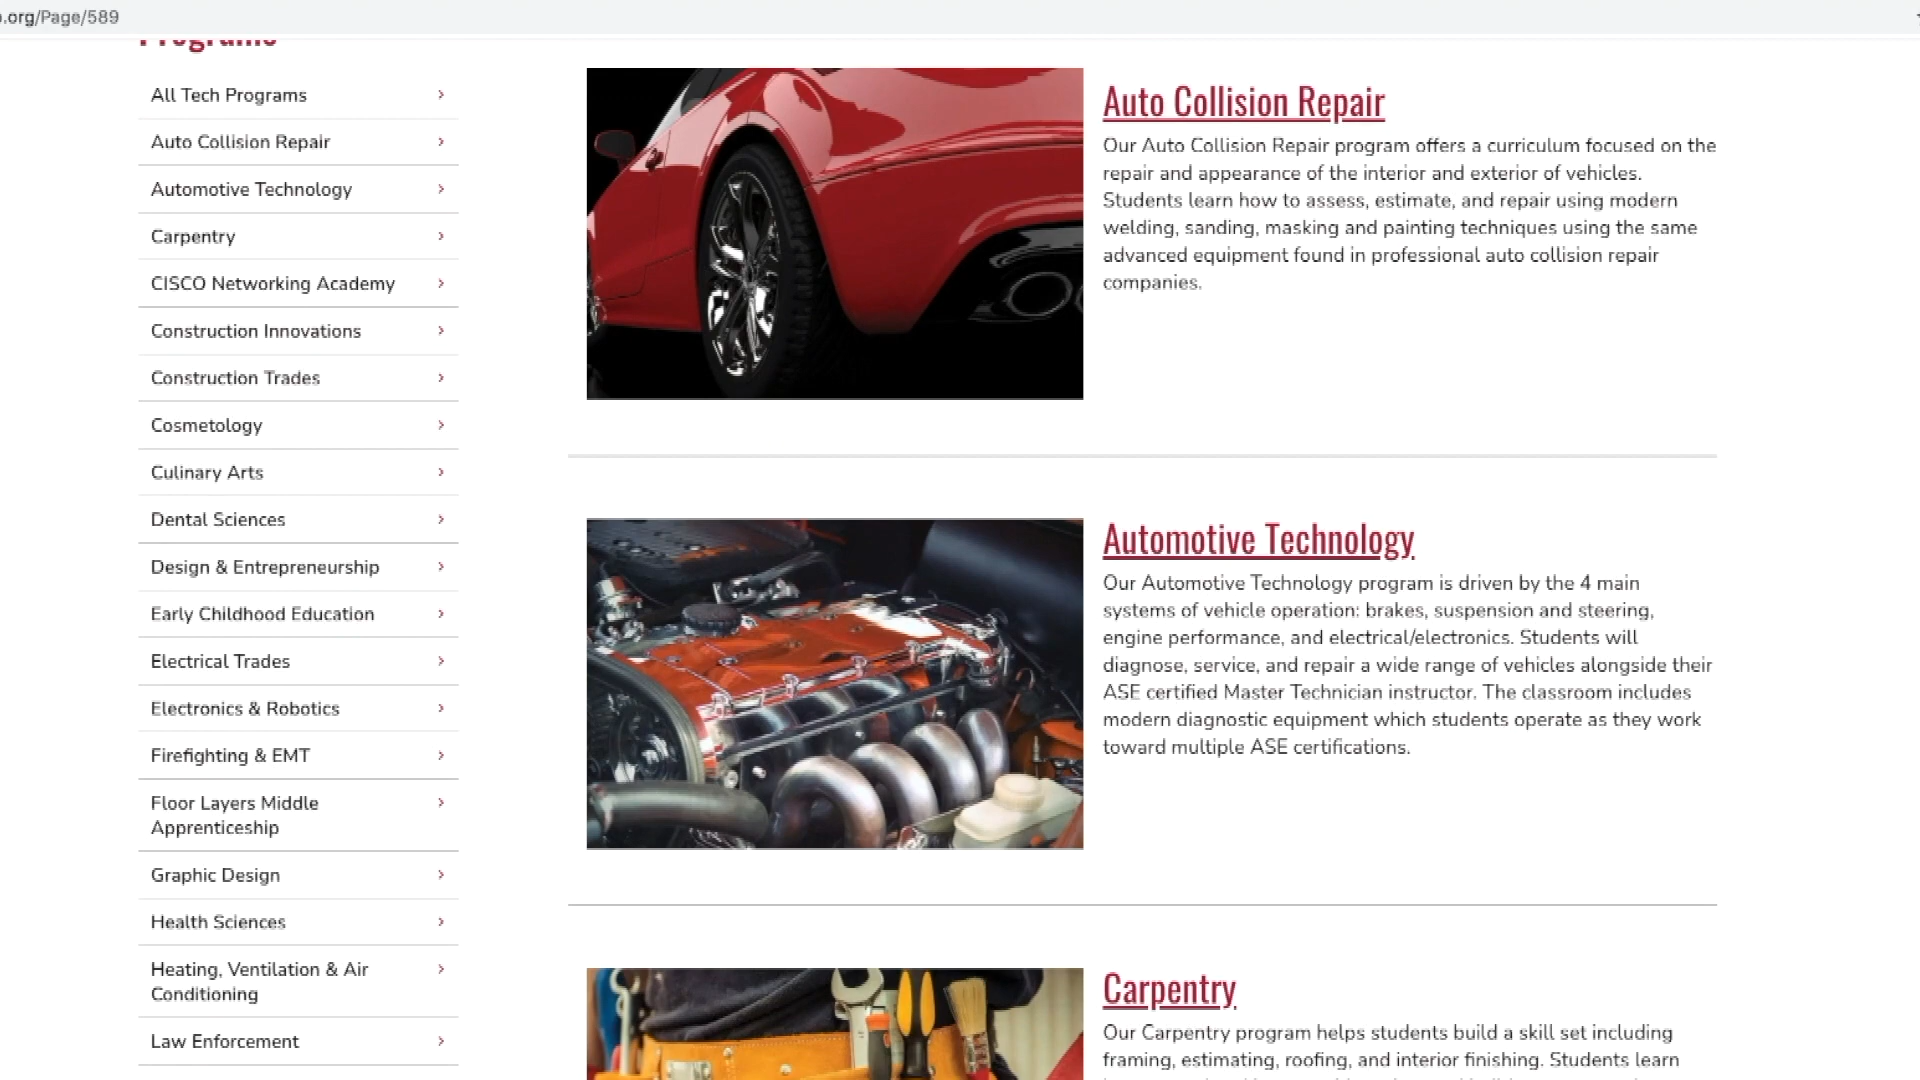 .org/Page/589
Programs
All Tech Programs
Auto Collision Repair
Automotive Technology
Carpentry
CISCO Networking Academy
Construction Innovations
Construction Trades
Cosmetology
Culinary Arts
Dental Sciences
Design & Entrepreneurship
Early Childhood Education
Electrical Trades
Electronics & Robotics
Firefighting & EMT
Floor Layers Middle
Apprenticeship
Graphic Design
Health Sciences
Heating, Ventilation & Air
Conditioning
Law Enforcement
Auto Collision Repair
Our Auto Collision Repair program offers a curriculum focused on the
repair and appearance of the interior and exterior of vehicles.
Students learn how to assess, estimate, and repair using modern
welding, sanding, masking and painting techniques using the same
advanced equipment found in professional auto collision repair
companies.
Automotive Technology
Our Automotive Technology program is driven by the 4 main
systems of vehicle operation: brakes, suspension and steering,
engine performance, and electrical/electronics. Students will
diagnose, service, and repair a wide range of vehicles alongside their
ASE certified Master Technician instructor. The classroom includes
modern diagnostic equipment which students operate as they work
toward multiple ASE certifications.
Carpentry
Our Carpentry program helps students build a skill set including
framing, estimating, roofing, and interior finishing. Students learn